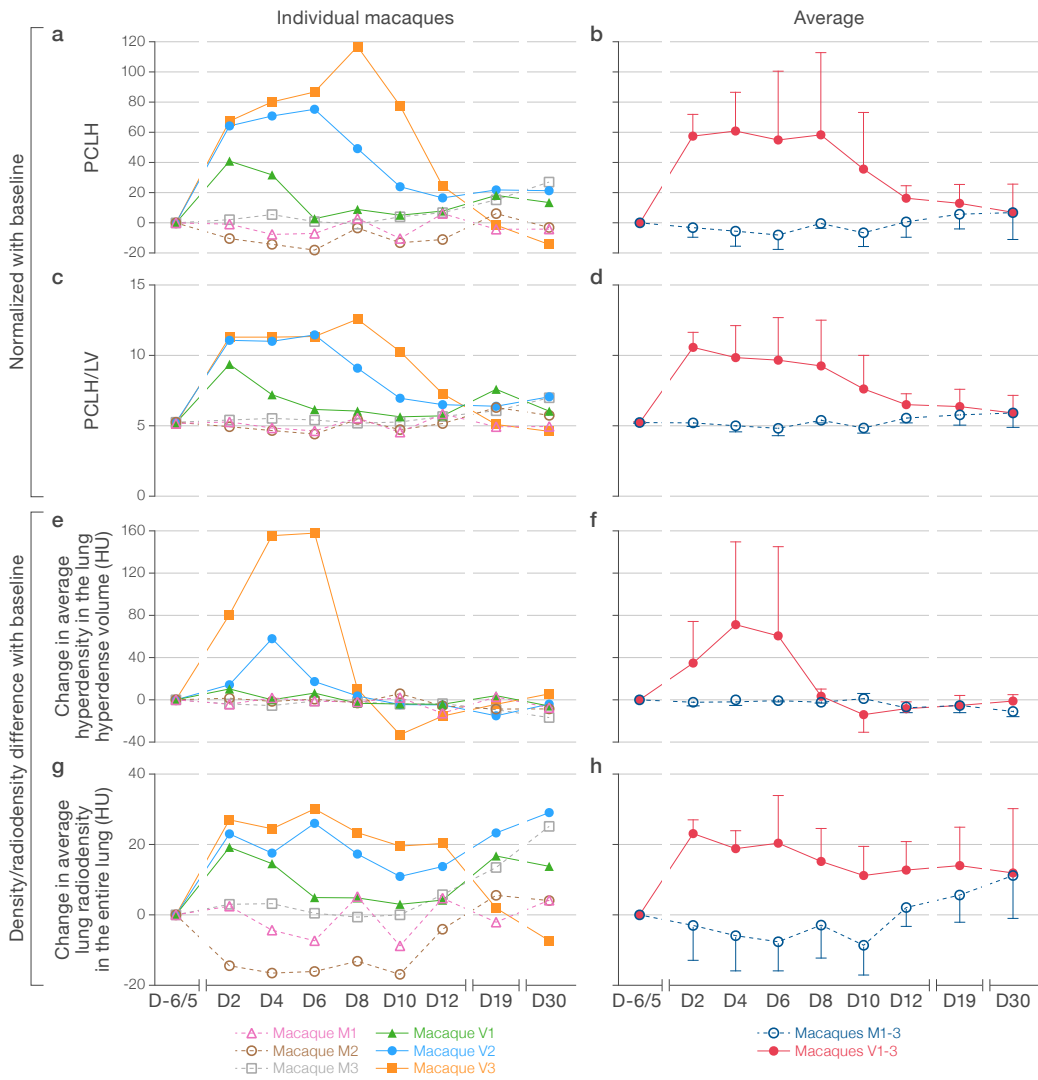 Individual macaques
Average
a
b
Normalized with baseline
PCLH
120
100
80
60
40
20
0
−20
c
d
PCLH/LV
15
10
5
0
e
f
Density/radiodensity difference with baseline
Change in average
hyperdensity in the lung
hyperdense volume (HU)
160
120
80
40
0
−40
g
h
Change in average
lung radiodensity
in the entire lung (HU)
40
20
0
−20
D−6/5 D2 D4 D6 D8 D10 D12 D19 D30
D−6/5 D2 D4 D6 D8 D10 D12 D19 D30
Macaque M1
Macaque M2
Macaque M3
Macaque V1
Macaque V2
Macaque V3
Macaques M1-3
Macaques V1-3